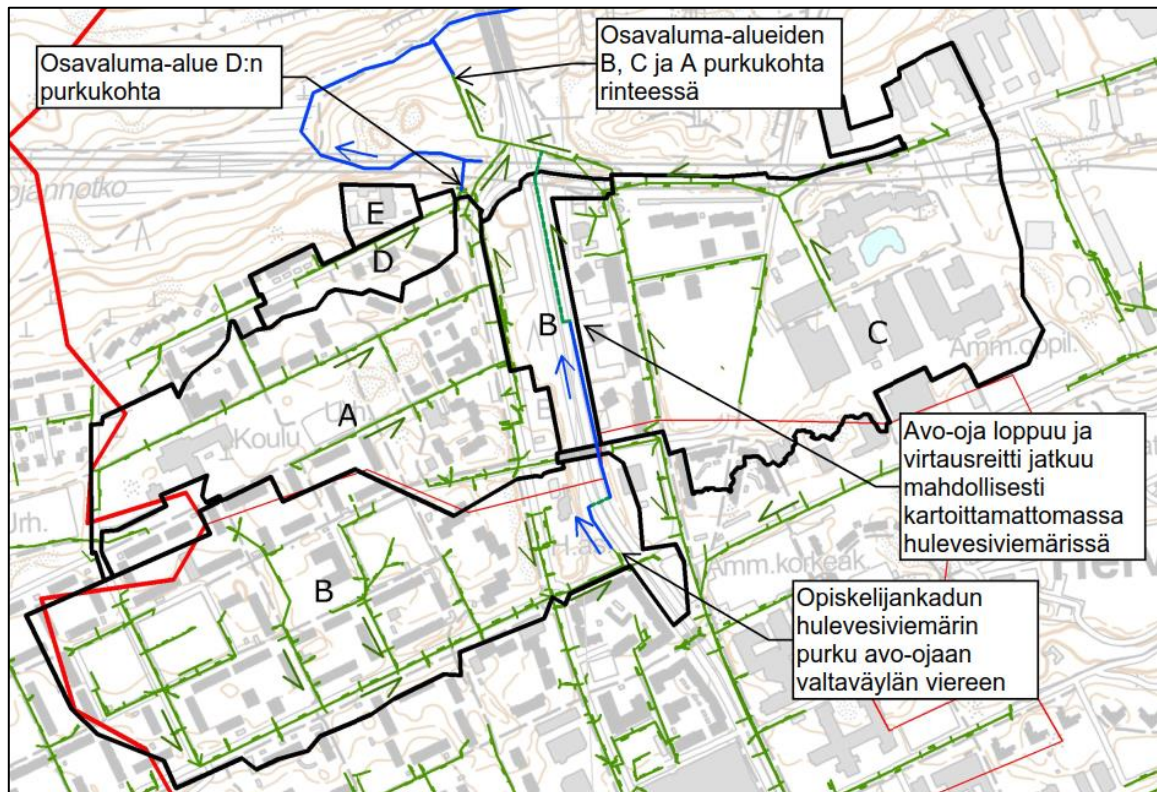 Osavaluma-alue D:n
purkukohta
Osavaluma-alueiden
B, C ja A purkukohta
rinteessä
E
D
B
C
A
Koulu
Amm.oppil.
Avo-oja loppuu ja
virtausreitti jatkuu
mahdollisesti
kartoittamattomassa
hulevesiviemärissä
Amm.korkeak.
B
Opiskelijankadun
hulevesiviemärin
purku avo-ojaan
valtaväylän viereen